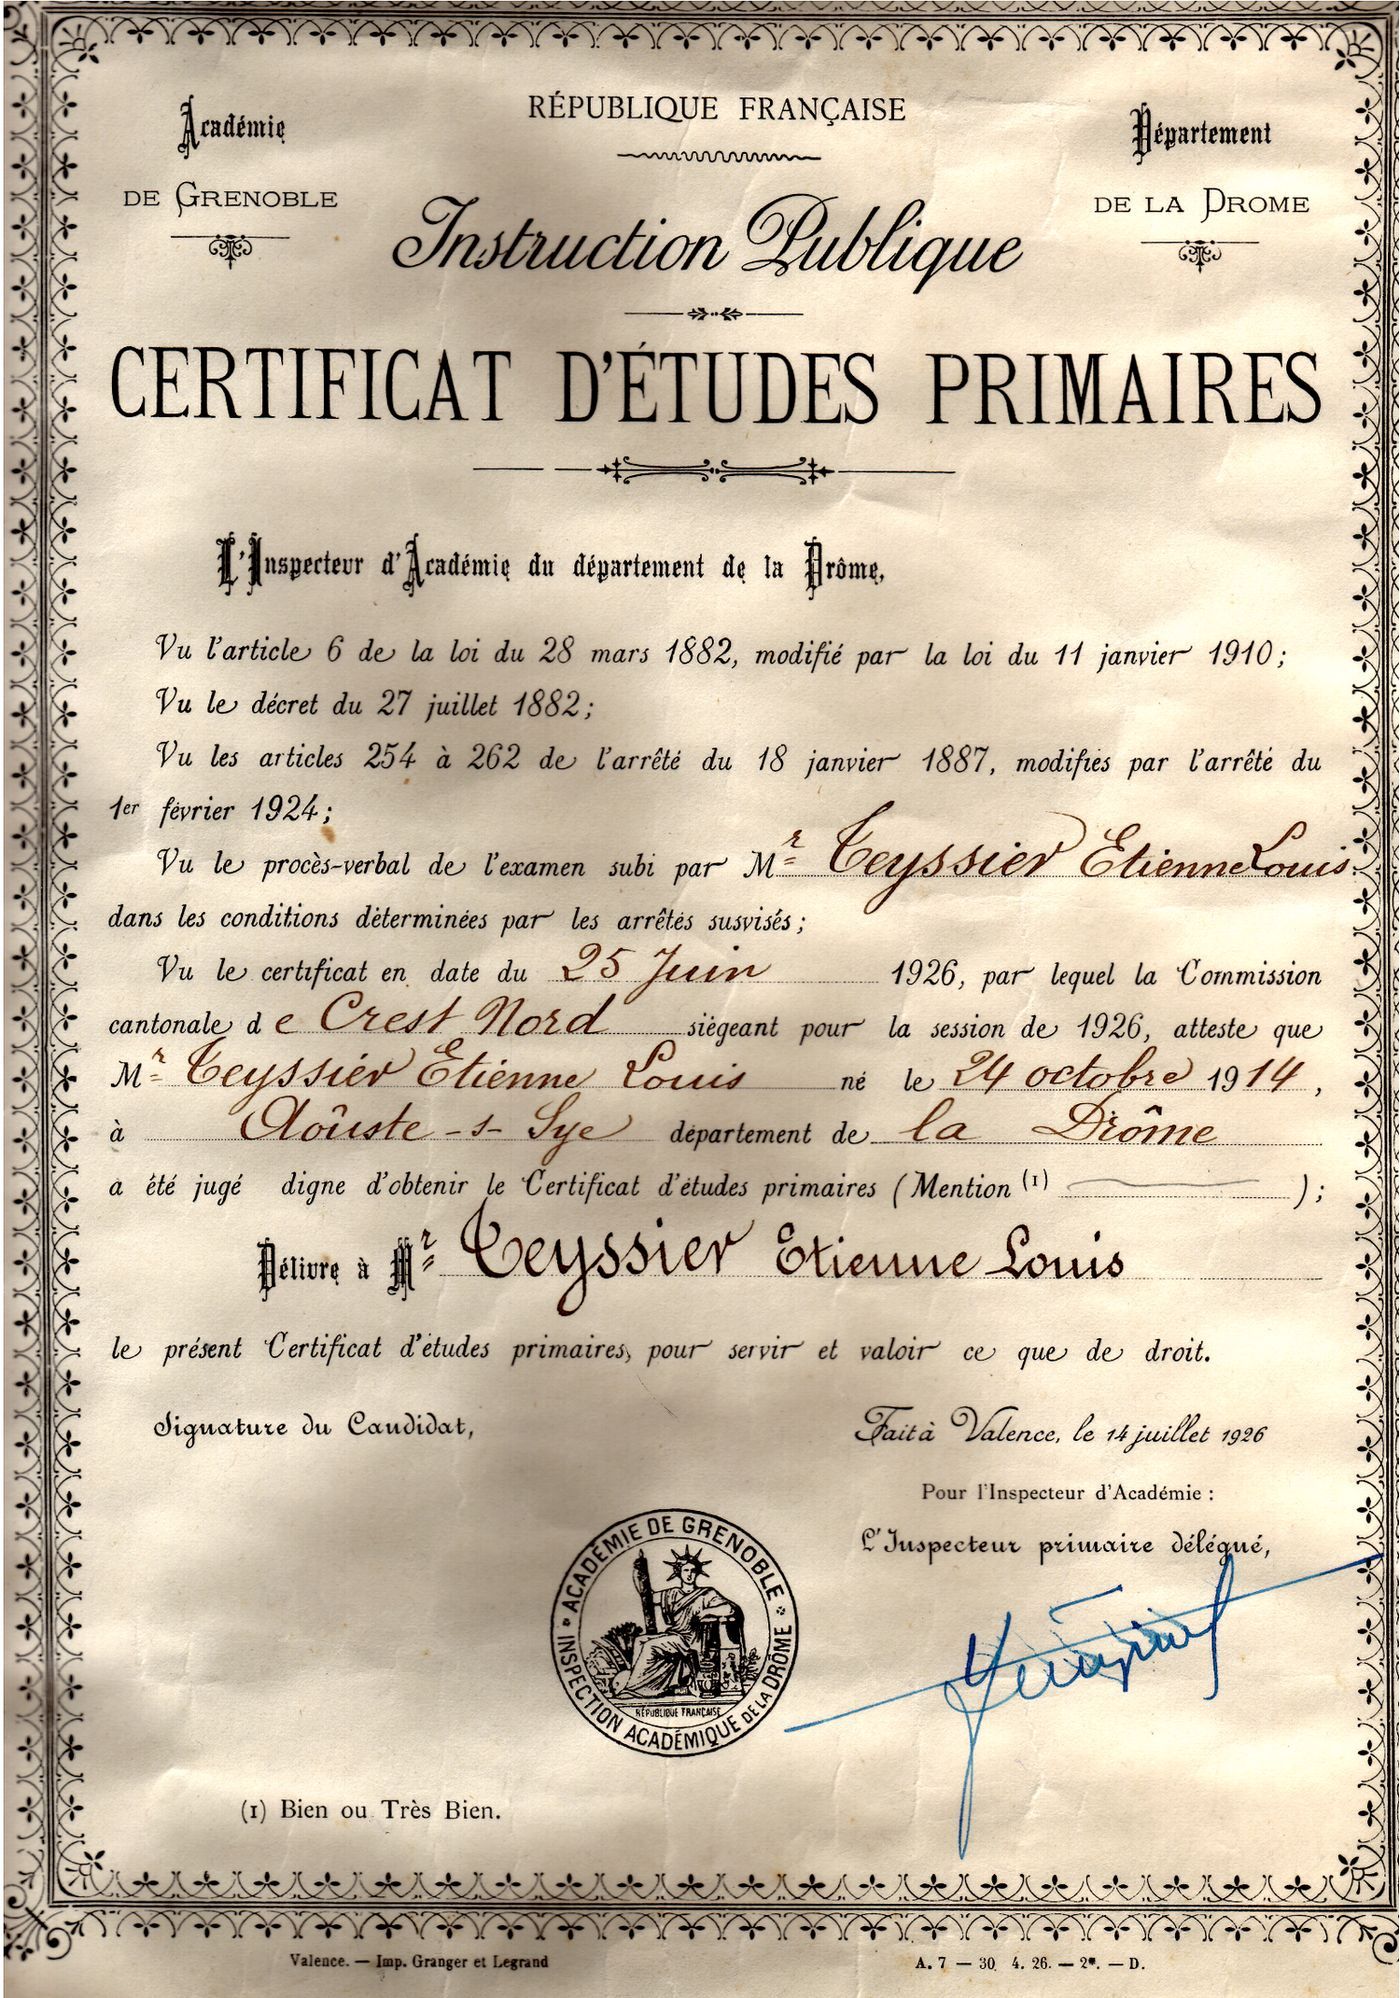 RÉPUBLIQUE FRANÇAISE
Académie
DE GRENOBLE
Département
DE LA DROME
Instruction Publique
CERTIFICAT D'ÉTUDES PRIMAIRES
L'Inspecteur d'Académie du département de la Drôme,
Vu l'article 6 de la loi du 28 mars 1882, modifié par la loi du 11 janvier 1910;
Vu le décret du 27 juillet 1882;
Vu les articles 254 à 262 de l'arrêté du 18 janvier 1887, modifiés par l'arrêté du
1er février 1924;
Vu le procès-verbal de l'examen subi par Mr Teyssier Etienne Louis
dans les conditions déterminées par les arrêtés susvisés;
Vu le certificat en date du 25 Juin 1926, par lequel la Commission
cantonale de Crest Nord siégeant pour la session de 1926, atteste que
Mr Teyssier Etienne Louis né le 24 octobre 1914,
à Aoûste-s-Sye département de la Drôme
a été jugé digne d'obtenir le Certificat d'études primaires (Mention (1) );
Délivré à Mr Teyssier Etienne Louis
le présent Certificat d'études primaires, pour servir et valoir ce que de droit.
Signature du Candidat,
Fait à Valence, le 14 juillet 1926
Pour l'Inspecteur d'Académie :
L'Inspecteur primaire délégué,
ACADÉMIE DE GRENOBLE
INSPECTION ACADÉMIQUE DE LA DROME
RÉPUBLIQUE FRANÇAISE
(1) Bien ou Très Bien.
Valence. — Imp. Granger et Legrand
A. 7 — 30. 4. 26. — 2*. — D.